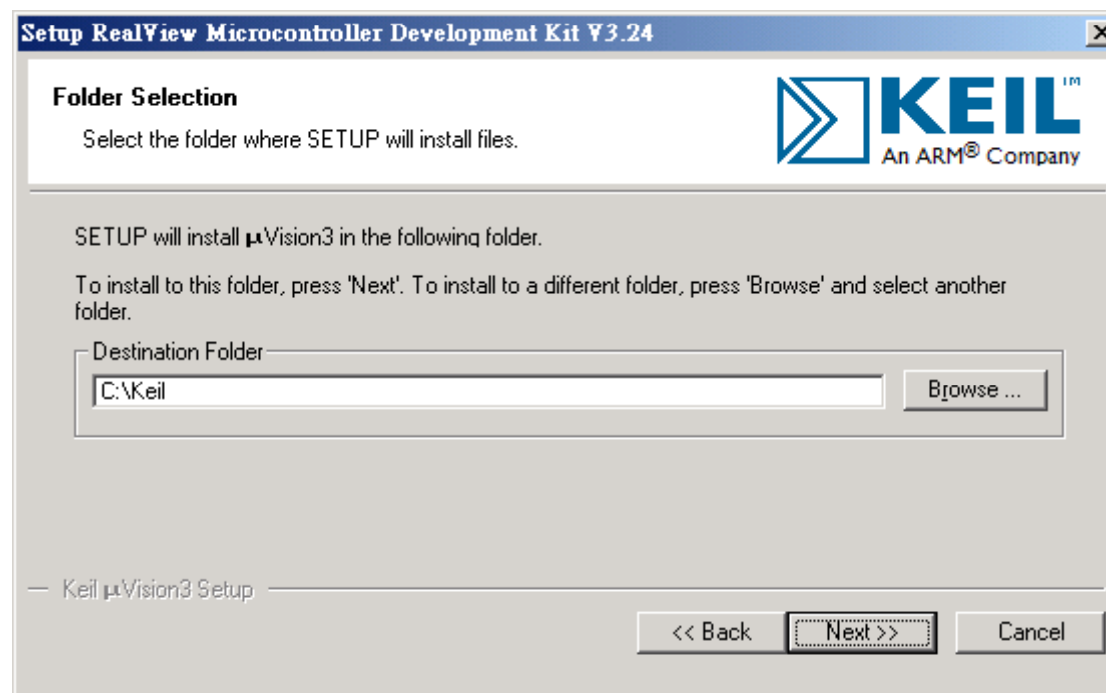 Setup RealView Microcontroller Development Kit V3.24
Folder Selection
Select the folder where SETUP will install files.
KEIL™
An ARM® Company
SETUP will install µVision3 in the following folder.
To install to this folder, press 'Next'. To install to a different folder, press 'Browse' and select another
folder.
Destination Folder
C:\Keil
Browse ...
Keil µVision3 Setup
<< Back
Next >>
Cancel